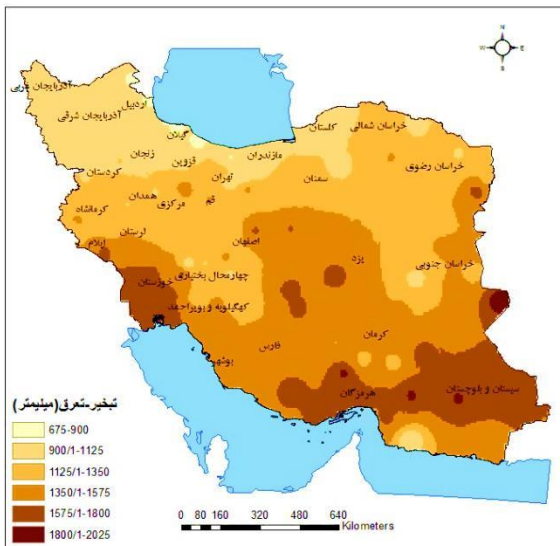 N
W E
S
آذربایجان غربی
آذربایجان شرقی
اردبیل
گیلان
زنجان
قزوین
مازندران
گلستان
خراسان شمالی
خراسان رضوی
کردستان
تهران
سمنان
همدان
مرکزی
قم
کرمانشاه
لرستان
ایلام
اصفهان
یزد
خراسان جنوبی
چهارمحال بختیاری
خوزستان
کهگیلویه و بویراحمد
کرمان
فارس
بوشهر
هرمزگان
سیستان و بلوچستان
تبخیر-تعرق(میلیمتر)
675-900
900/1-1125
1125/1-1350
1350/1-1575
1575/1-1800
1800/1-2025
0 80 160 320 480 640
Kilometers